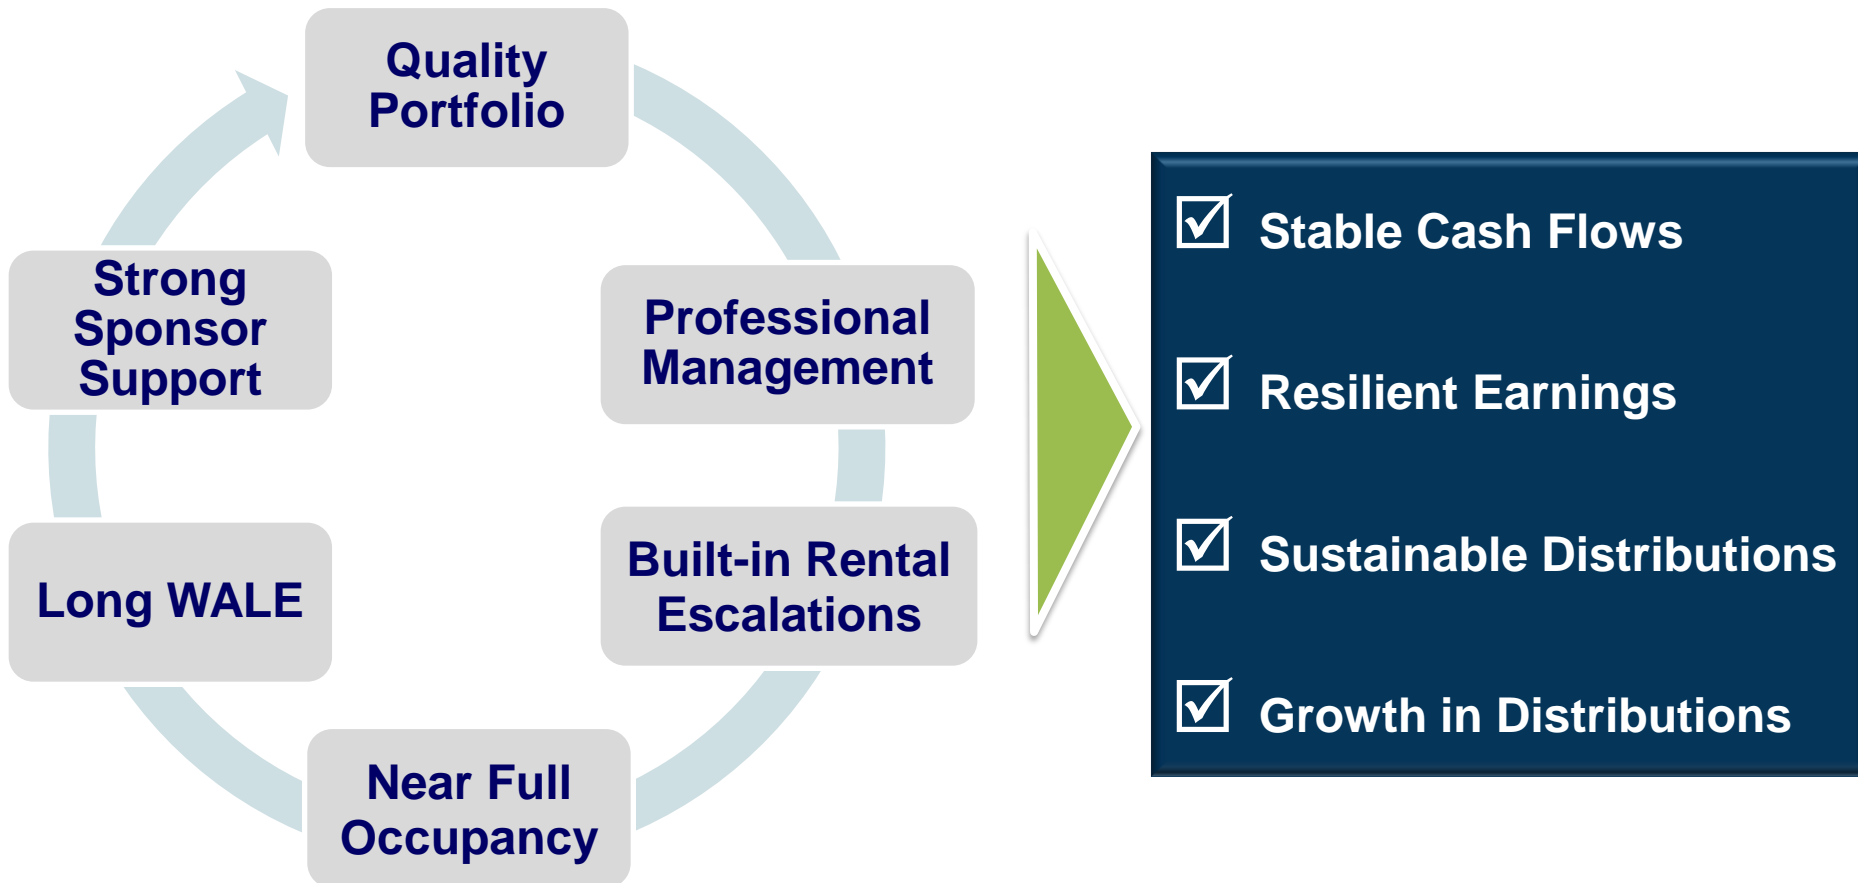 Quality
Portfolio
Professional
Management
Built-in Rental
Escalations
Near Full
Occupancy
Long WALE
Strong
Sponsor
Support
Stable Cash Flows
Resilient Earnings
Sustainable Distributions
Growth in Distributions